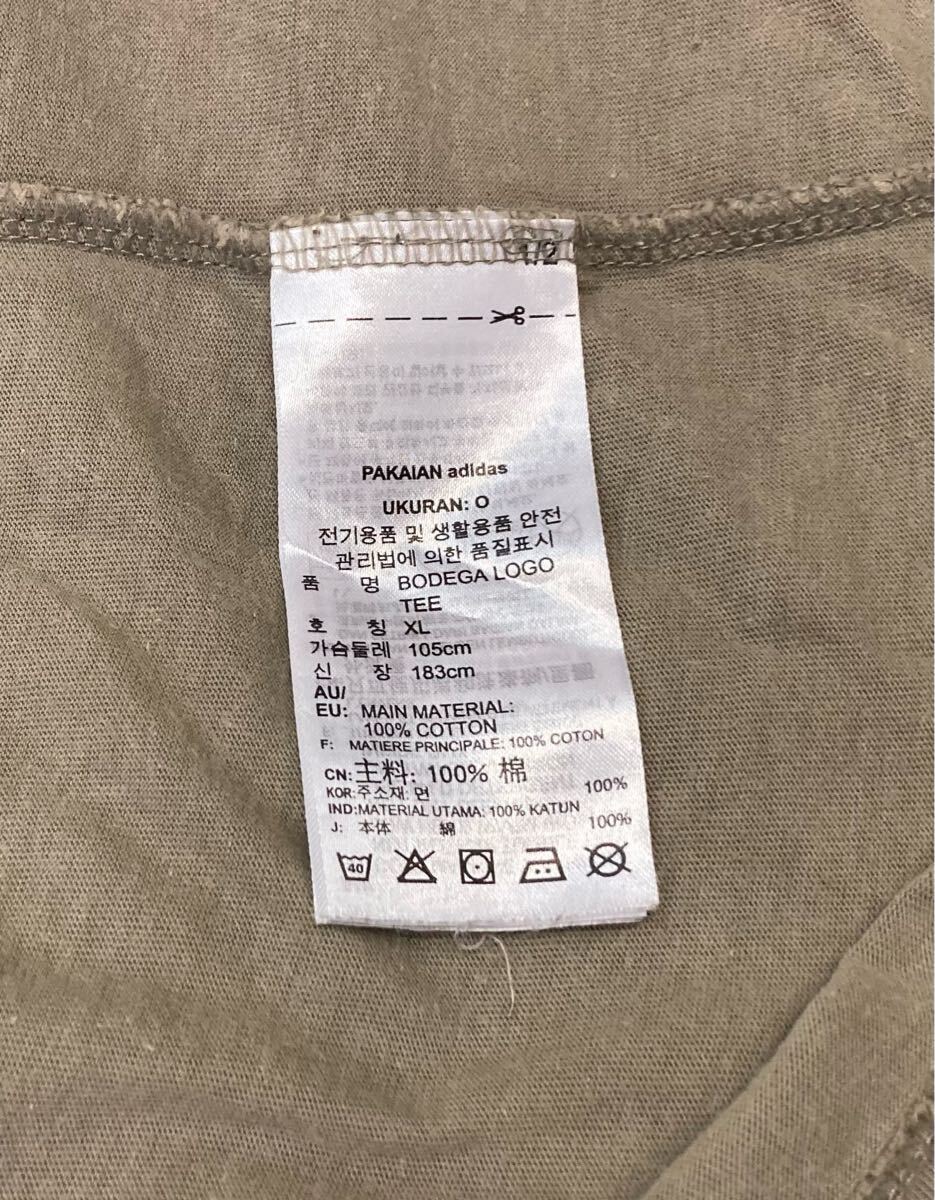 1/2
PAKAIAN adidas
UKURAN: O
전기용품 및 생활용품 안전
관리법에 의한 품질표시
품 명 BODEGA LOGO
TEE
호 칭 XL
가슴둘레 105cm
신 장 183cm
AU/
EU: MAIN MATERIAL:
100% COTTON
F: MATIERE PRINCIPALE: 100% COTON
CN: 主料: 100% 棉
KOR: 주소재: 면 100%
IND: MATERIAL UTAMA: 100% KATUN
J: 本体 綿 100%
40